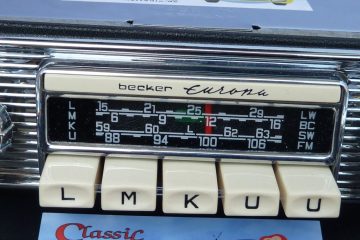 becker Europa
L 15 21 25 29 LW
M 6 9 12 16 BC
K 59 60 L 62 63 SW
U 88 94 100 106 FM
L M K U U
Classic